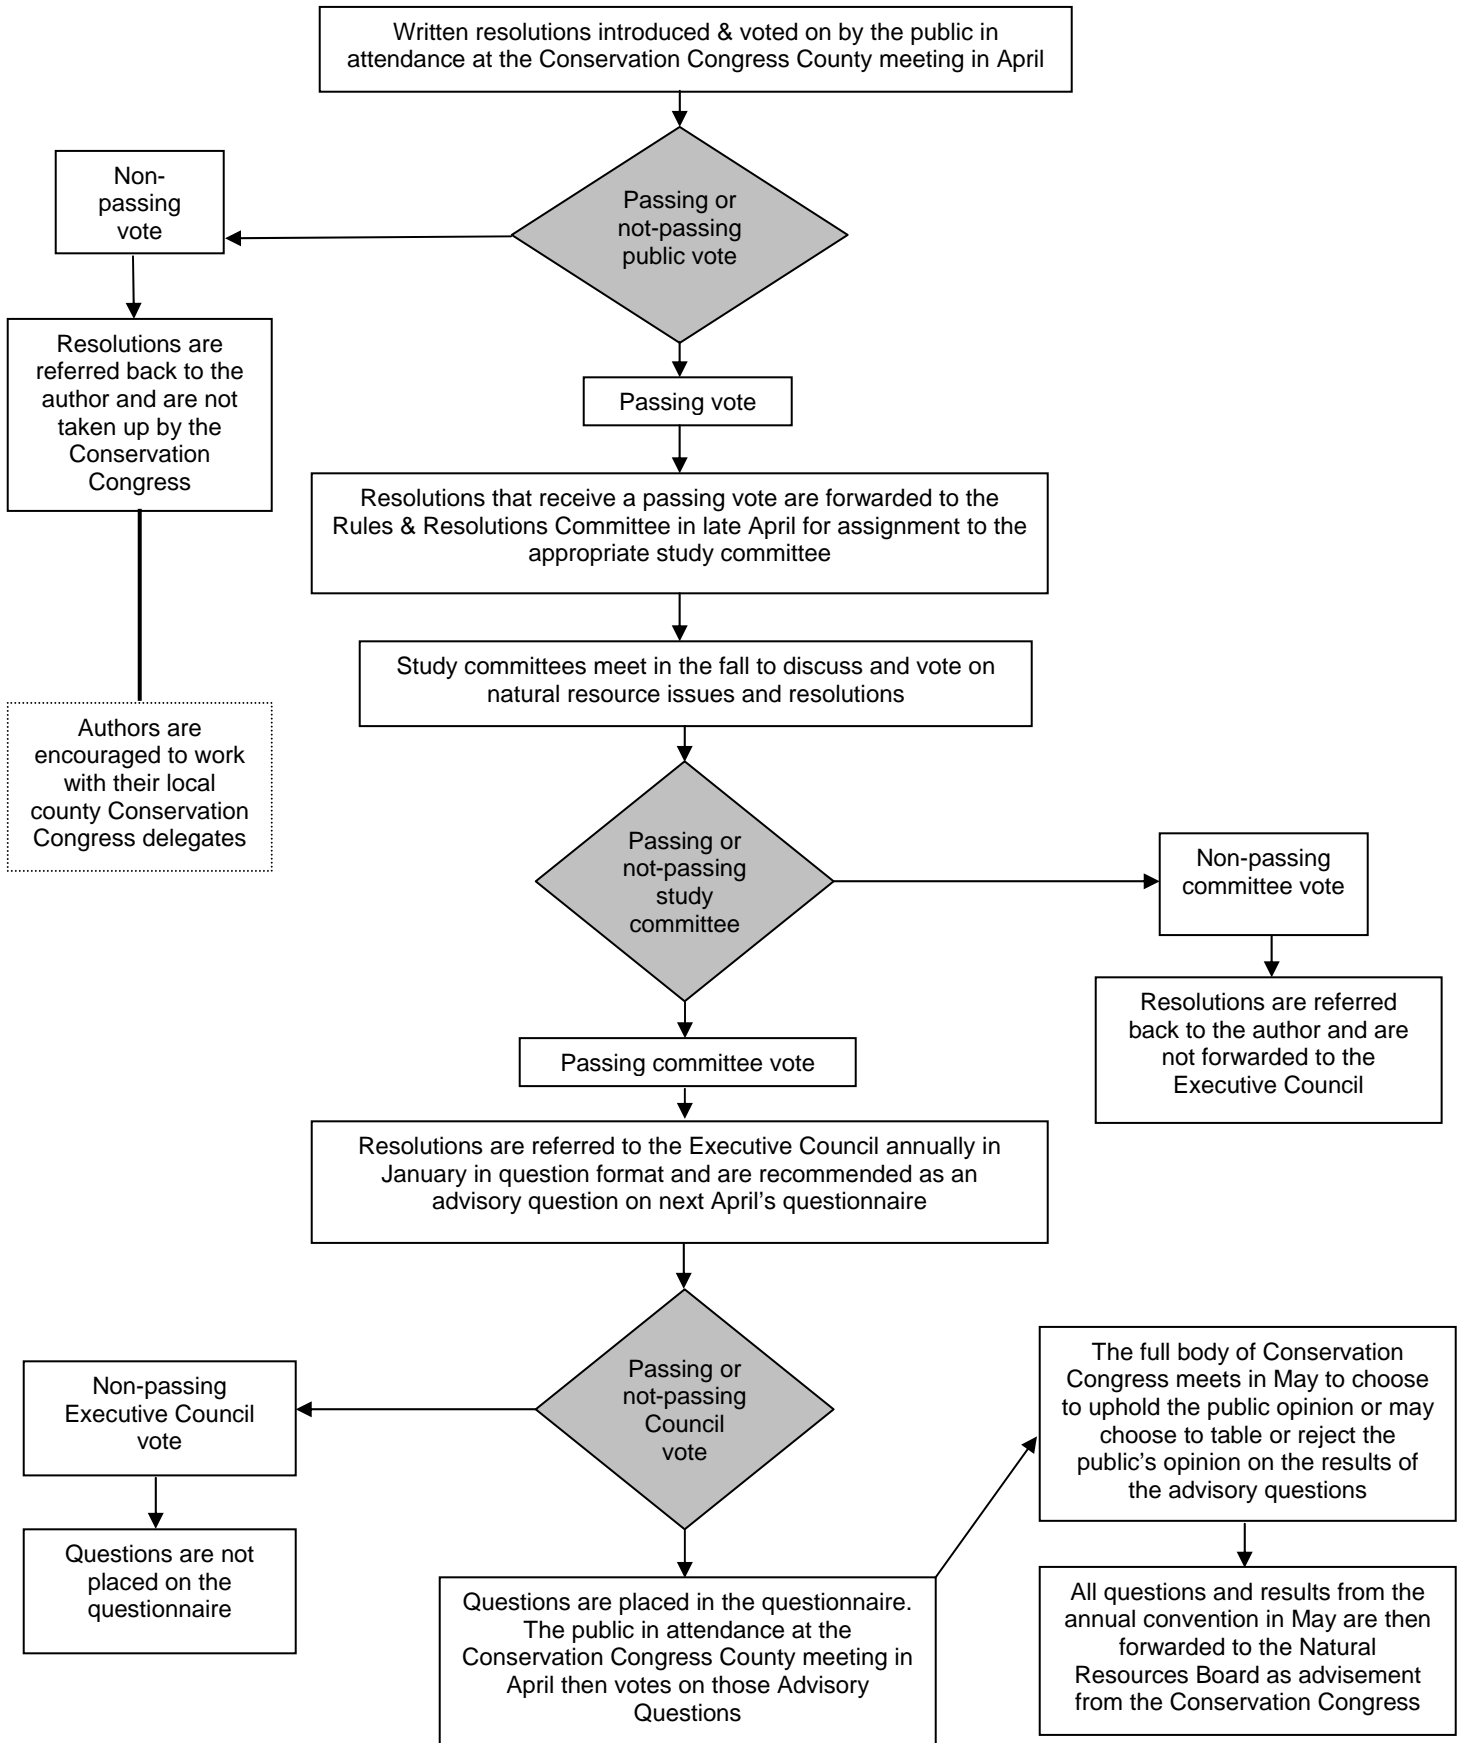 Written resolutions introduced & voted on by the public in
attendance at the Conservation Congress County meeting in April
Non-
passing
vote
Passing or
not-passing
public vote
Resolutions are
referred back to the
author and are not
taken up by the
Conservation
Congress
Passing vote
Resolutions that receive a passing vote are forwarded to the
Rules & Resolutions Committee in late April for assignment to the
appropriate study committee
Study committees meet in the fall to discuss and vote on
natural resource issues and resolutions
Authors are
encouraged to work
with their local
county Conservation
Congress delegates
Passing or
not-passing
study
committee
Non-passing
committee vote
Resolutions are referred
back to the author and are
not forwarded to the
Executive Council
Passing committee vote
Resolutions are referred to the Executive Council annually in
January in question format and are recommended as an
advisory question on next April's questionnaire
Passing or
not-passing
Council
vote
Non-passing
Executive Council
vote
Questions are not
placed on the
questionnaire
Questions are placed in the questionnaire.
The public in attendance at the
Conservation Congress County meeting in
April then votes on those Advisory
Questions
The full body of Conservation
Congress meets in May to choose
to uphold the public opinion or may
choose to table or reject the
public's opinion on the results of
the advisory questions
All questions and results from the
annual convention in May are then
forwarded to the Natural
Resources Board as advisement
from the Conservation Congress